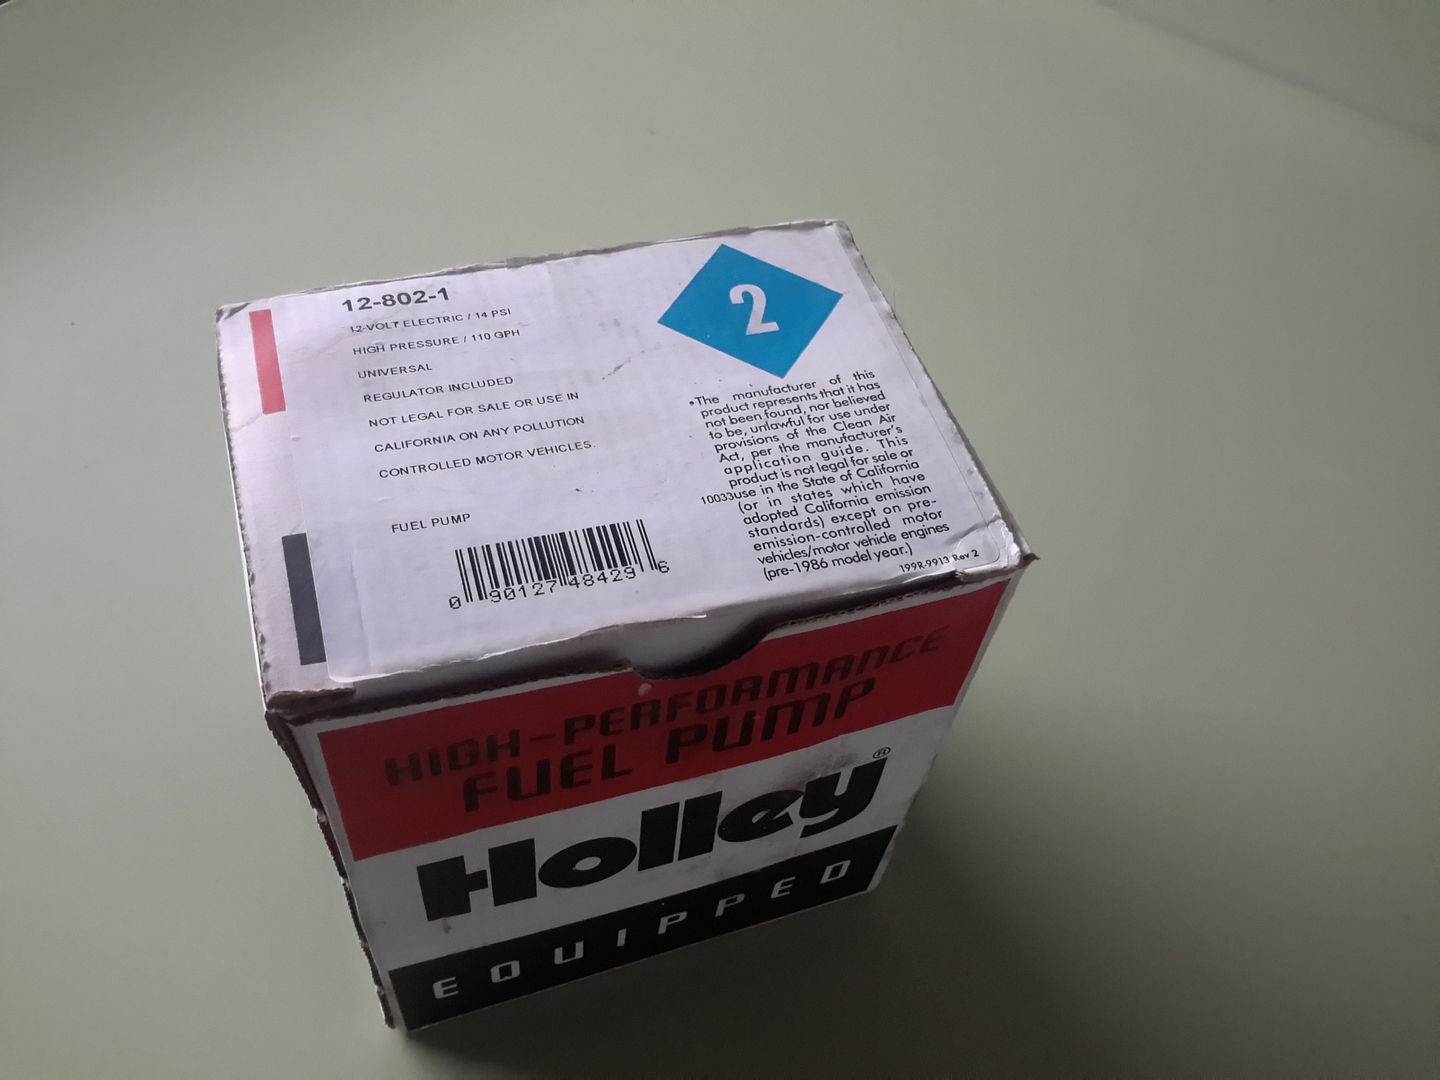 12-802-1
12-VOLT ELECTRIC / 14 PSI
HIGH PRESSURE / 110 GPH
UNIVERSAL
REGULATOR INCLUDED
NOT LEGAL FOR SALE OR USE IN
CALIFORNIA ON ANY POLLUTION
CONTROLLED MOTOR VEHICLES.
FUEL PUMP
0 90127 48429 6
2
•The manufacturer of this
product represents that it has
not been found, nor believed
to be, unlawful for use under
provisions of the Clean Air
Act, per the manufacturer's
application guide. This
product is not legal for sale or
10033use in the State of California
(or in states which have
adopted California emission
standards) except on pre-
emission-controlled motor
vehicles/motor vehicle engines
(pre-1986 model year.)
199R-9913 Rev 2
HIGH-PERFORMANCE
FUEL PUMP
Holley®
EQUIPPED